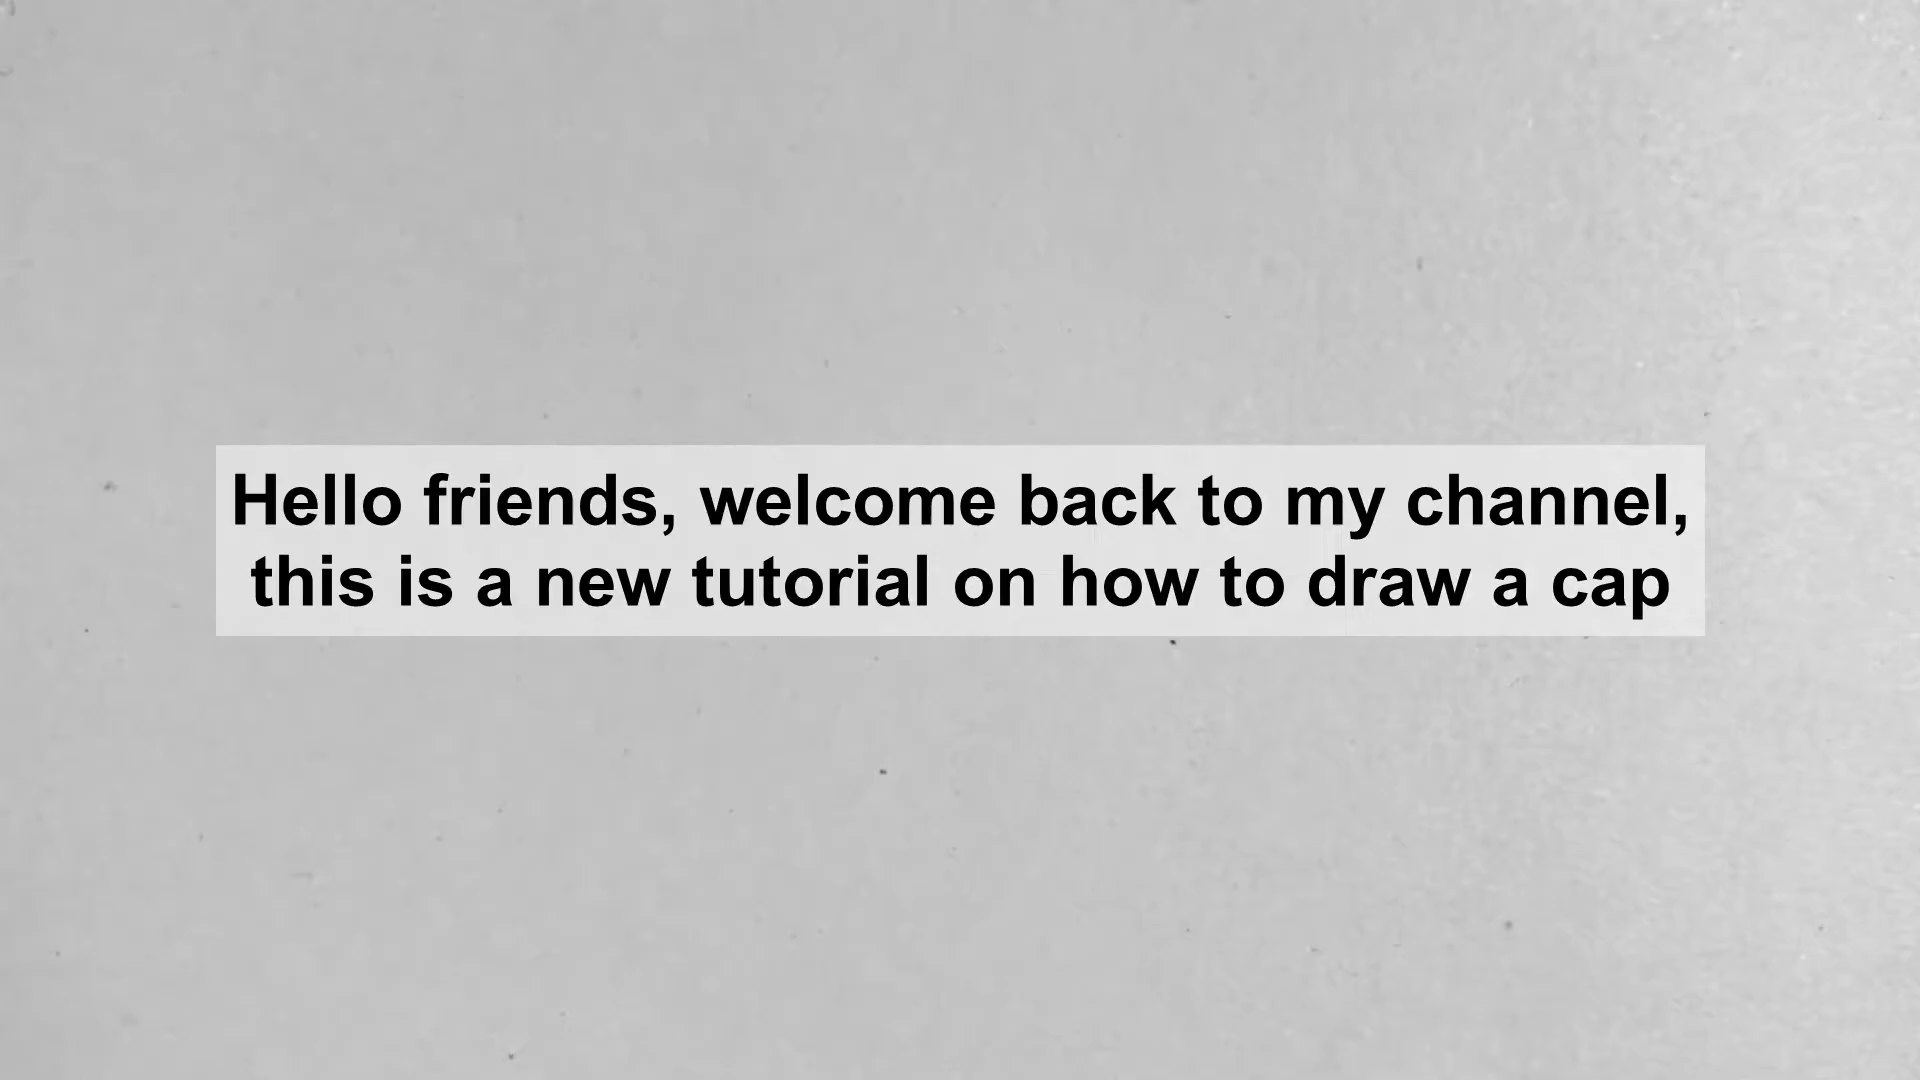 Hello friends, welcome back to my channel,
this is a new tutorial on how to draw a cap